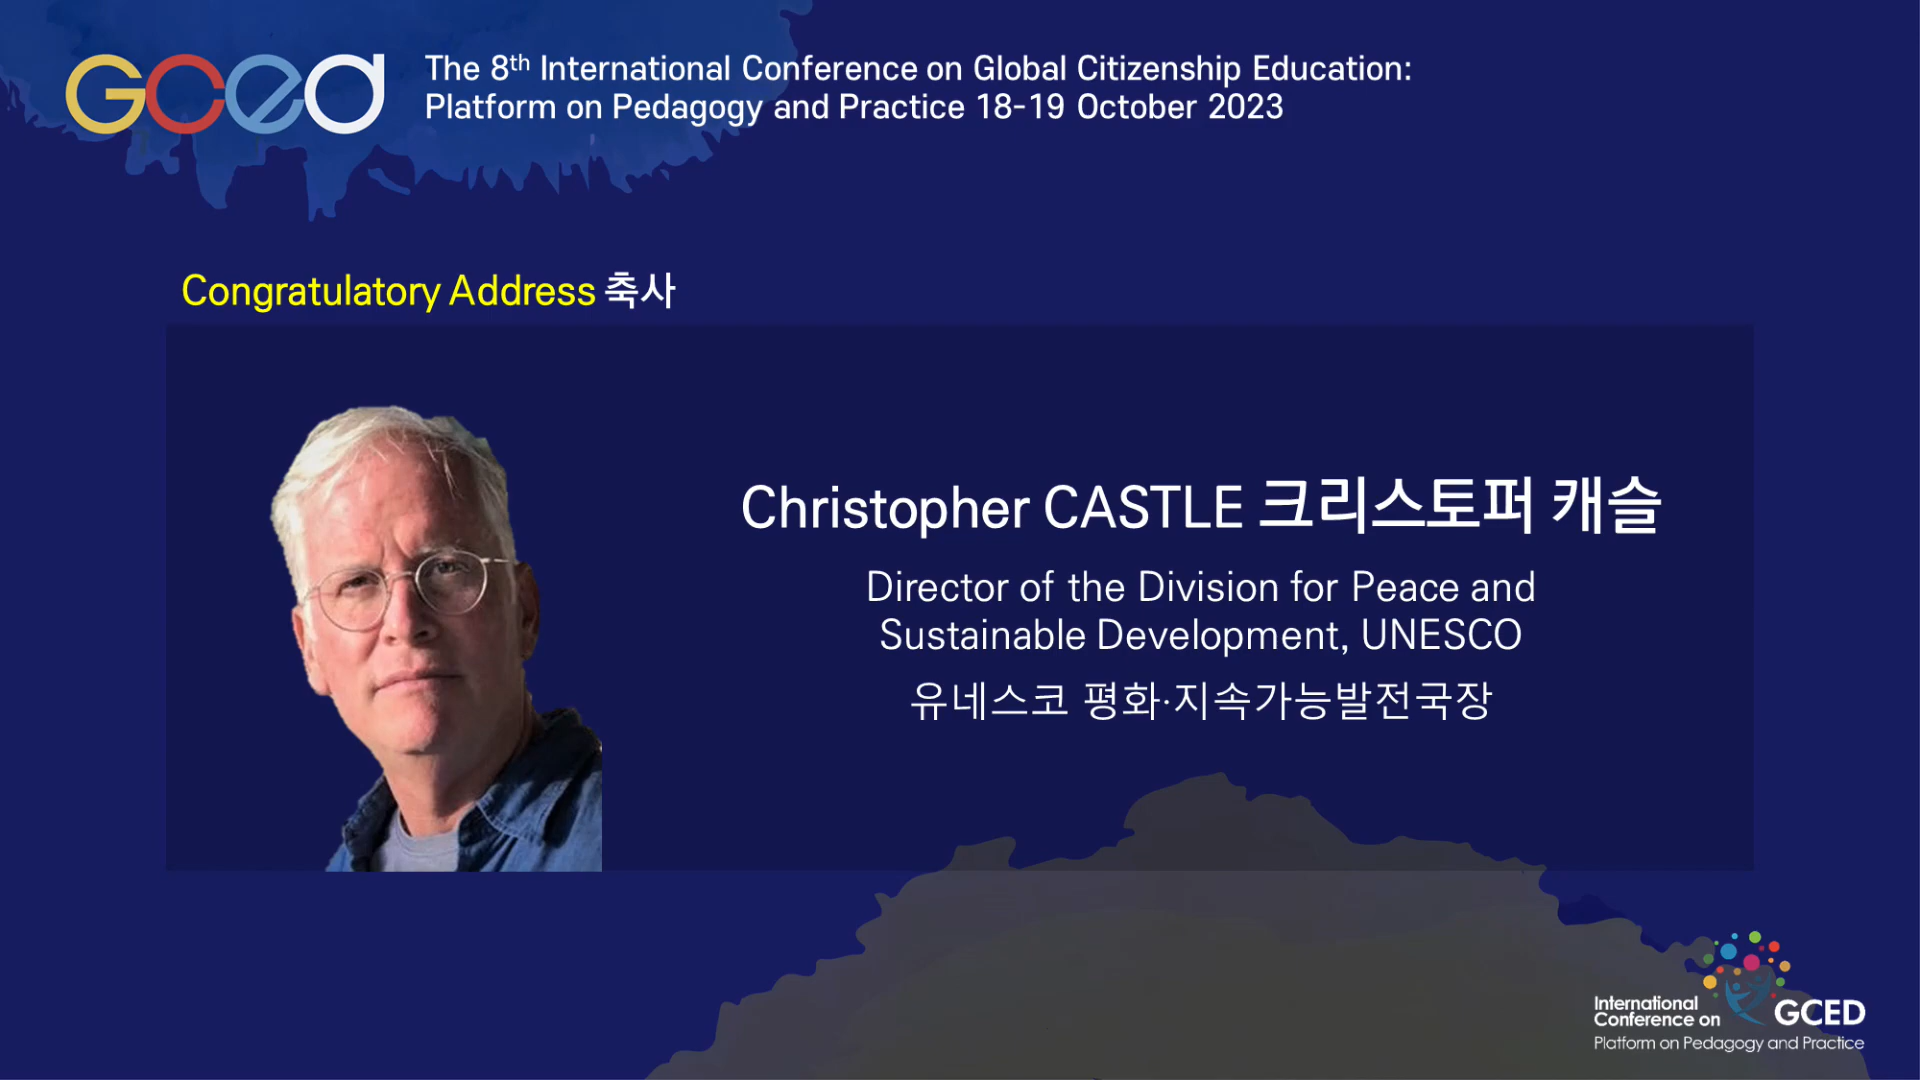 GCED
The 8th International Conference on Global Citizenship Education:
Platform on Pedagogy and Practice 18-19 October 2023
Congratulatory Address 축사
Christopher CASTLE 크리스토퍼 캐슬
Director of the Division for Peace and
Sustainable Development, UNESCO
유네스코 평화·지속가능발전국장
International
Conference on GCED
Platform on Pedagogy and Practice